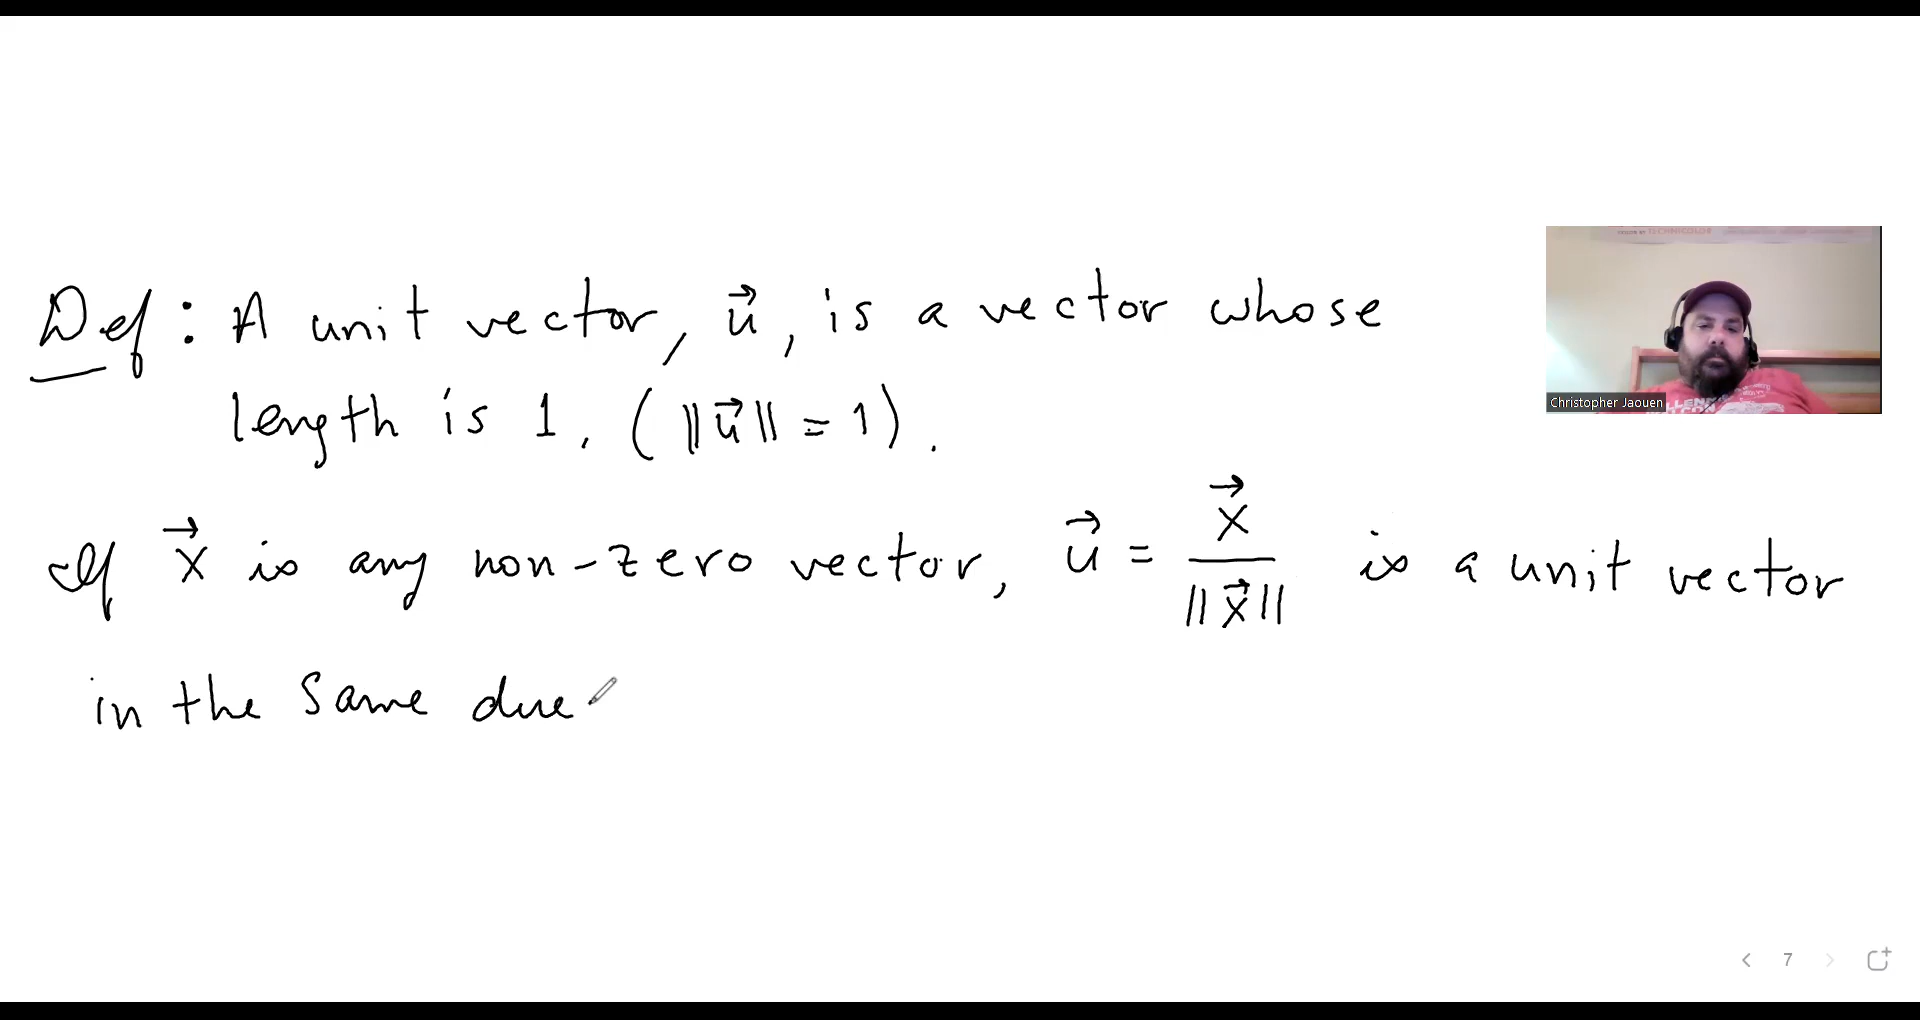 Def: A unit vector, u⃗, is a vector whose
length is 1. (||u⃗|| = 1).
If x⃗ is any non-zero vector, u⃗ = x⃗ / ||x⃗|| is a unit vector
in the same dire
Christopher Jaouen
TECHNICOLOR
7